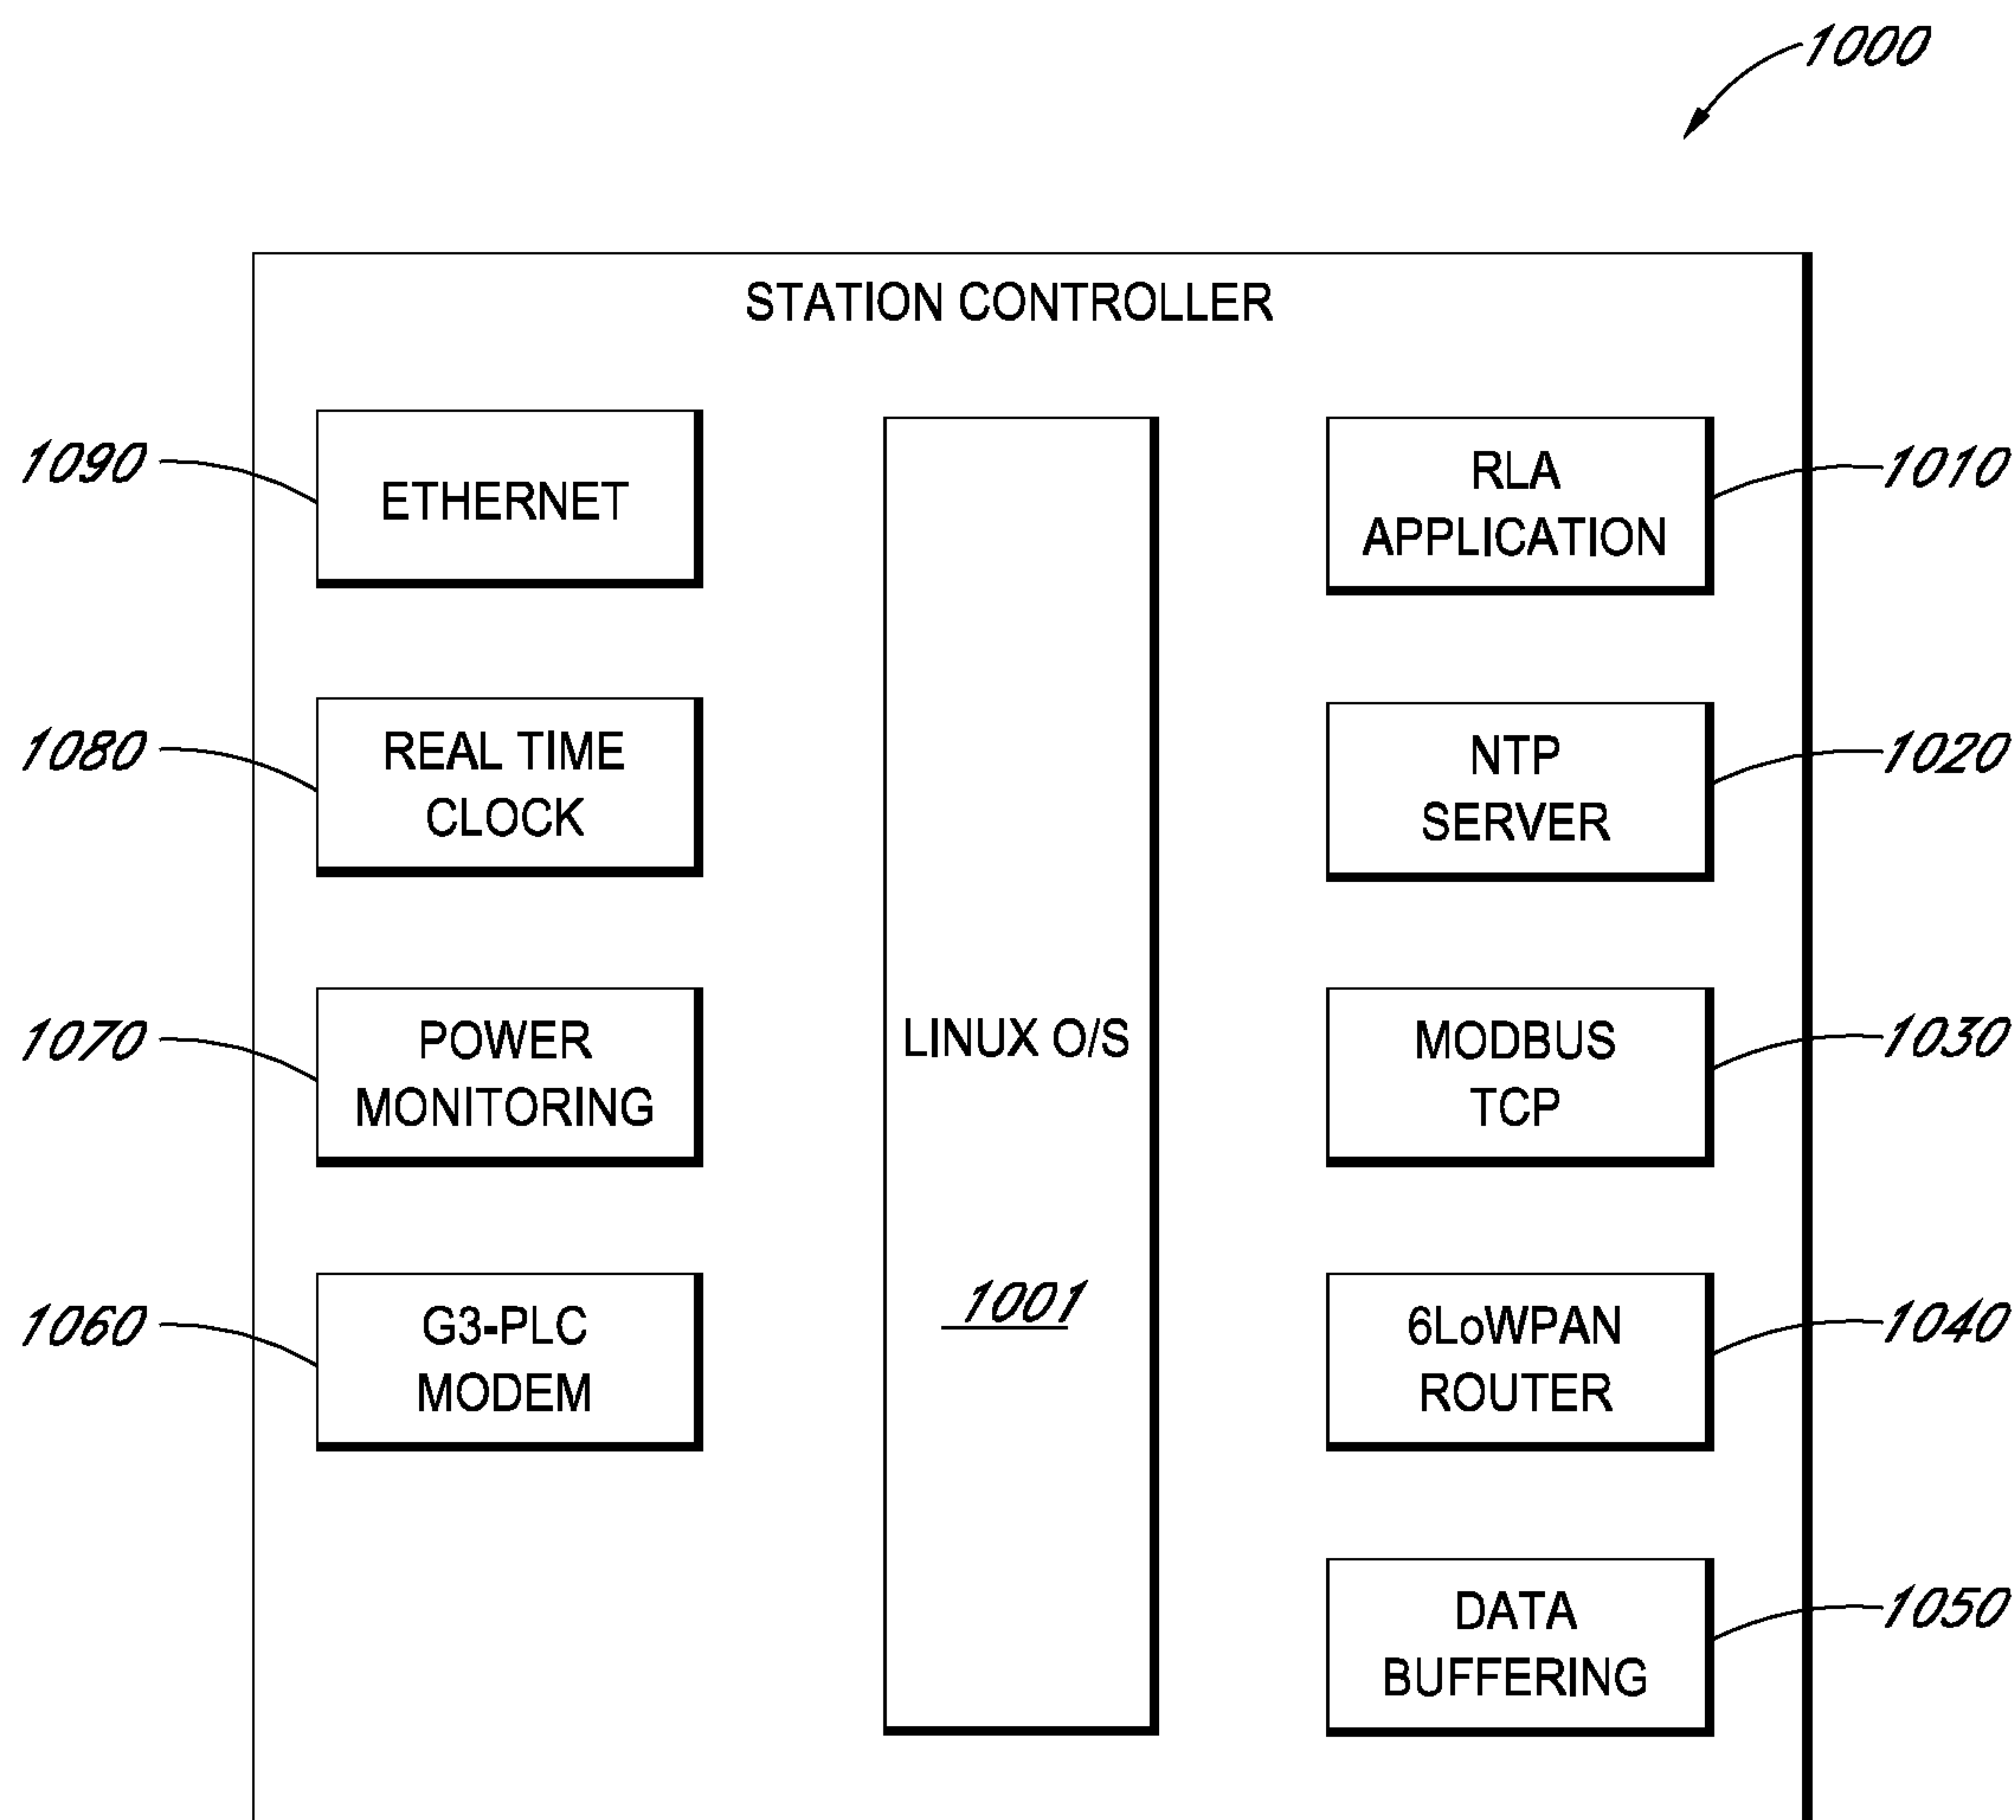 1000
STATION CONTROLLER
1090
ETHERNET
RLA
APPLICATION
1010
1080
REAL TIME
CLOCK
NTP
SERVER
1020
1070
POWER
MONITORING
LINUX O/S
MODBUS
TCP
1030
1060
G3-PLC
MODEM
1001
6LoWPAN
ROUTER
1040
DATA
BUFFERING
1050